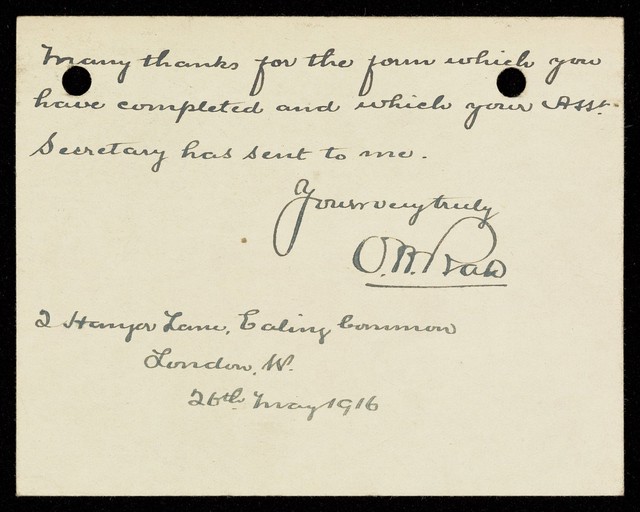 Many thanks for the form which you
have completed and which your Asst.
Secretary has sent to me.
Yours very truly
O. H.
2 Hanger Lane, Ealing Common
London, W.
26th May 1916